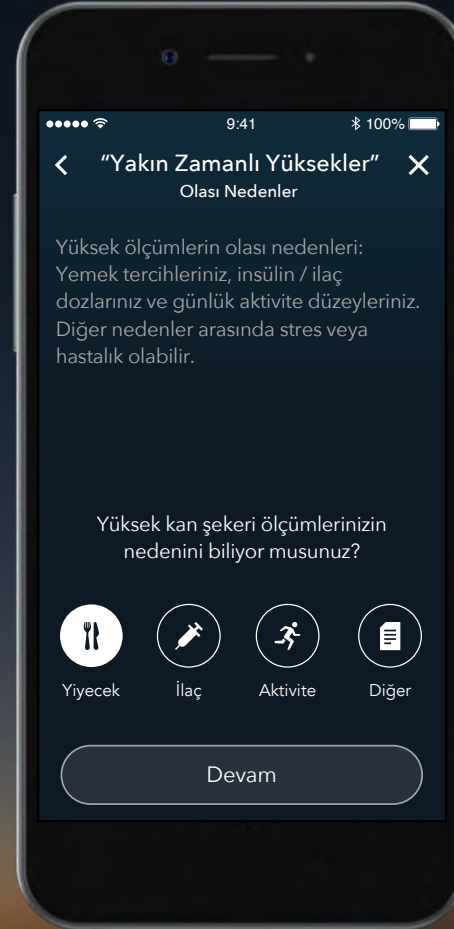 9:41
100%
"Yakın Zamanlı Yüksekler"
Olası Nedenler
Yüksek ölçümlerin olası nedenleri:
Yemek tercihleriniz, insülin / ilaç
dozlarınız ve günlük aktivite düzeyleriniz.
Diğer nedenler arasında stres veya
hastalık olabilir.
Yüksek kan şekeri ölçümlerinizin
nedenini biliyor musunuz?
Yiyecek İlaç Aktivite Diğer
Devam